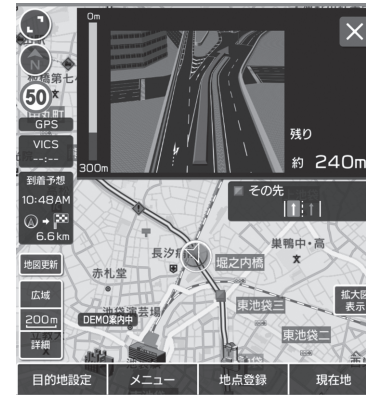 0m
300m
残り
約 240m
N
50
GPS
VICS
--:--
到着予想
10:48AM
6.6km
地図更新
広域
200m
詳細
その先
巣鴨中・高
堀之内橋
赤札堂
DEMO案内中
東池袋三
東池袋二
拡大図
表示
目的地設定
メニュー
地点登録
現在地